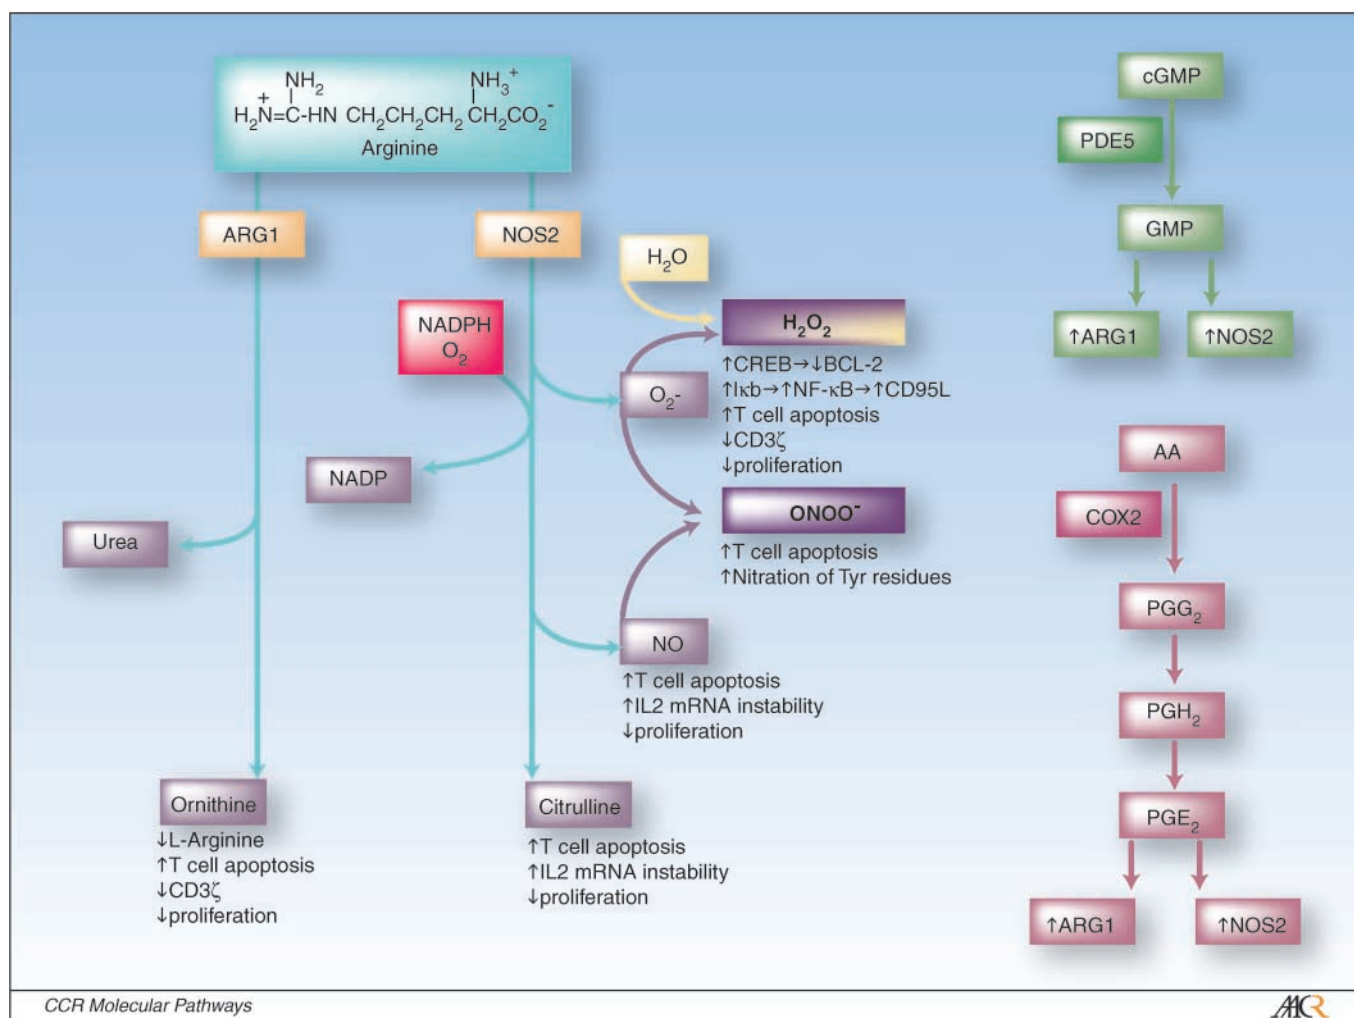 NH₂ NH₃⁺
H₂N⁺=C-HN CH₂CH₂CH₂ CH₂CO₂⁻
Arginine
ARG1
NOS2
H₂O
NADPH
O₂
H₂O₂
↑CREB→↓BCL-2
↑Iκb→↑NF-κB→↑CD95L
↑T cell apoptosis
↓CD3ζ
↓proliferation
O₂-
NADP
ONOO⁻
↑T cell apoptosis
↑Nitration of Tyr residues
Urea
NO
↑T cell apoptosis
↑IL2 mRNA instability
↓proliferation
Ornithine
↓L-Arginine
↑T cell apoptosis
↓CD3ζ
↓proliferation
Citrulline
↑T cell apoptosis
↑IL2 mRNA instability
↓proliferation
cGMP
PDE5
GMP
↑ARG1
↑NOS2
AA
COX2
PGG₂
PGH₂
PGE₂
↑ARG1
↑NOS2
CCR Molecular Pathways
AACR